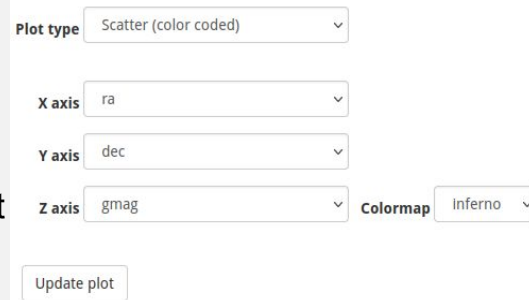 Plot type Scatter (color coded)
X axis ra
Y axis dec
t Z axis gmag Colormap inferno
Update plot